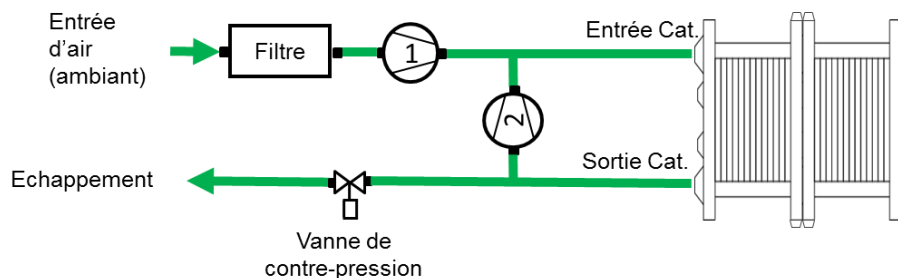 Entrée
d'air
(ambiant)
Filtre
1
Entrée Cat.
2
Sortie Cat.
Echappement
Vanne de
contre-pression